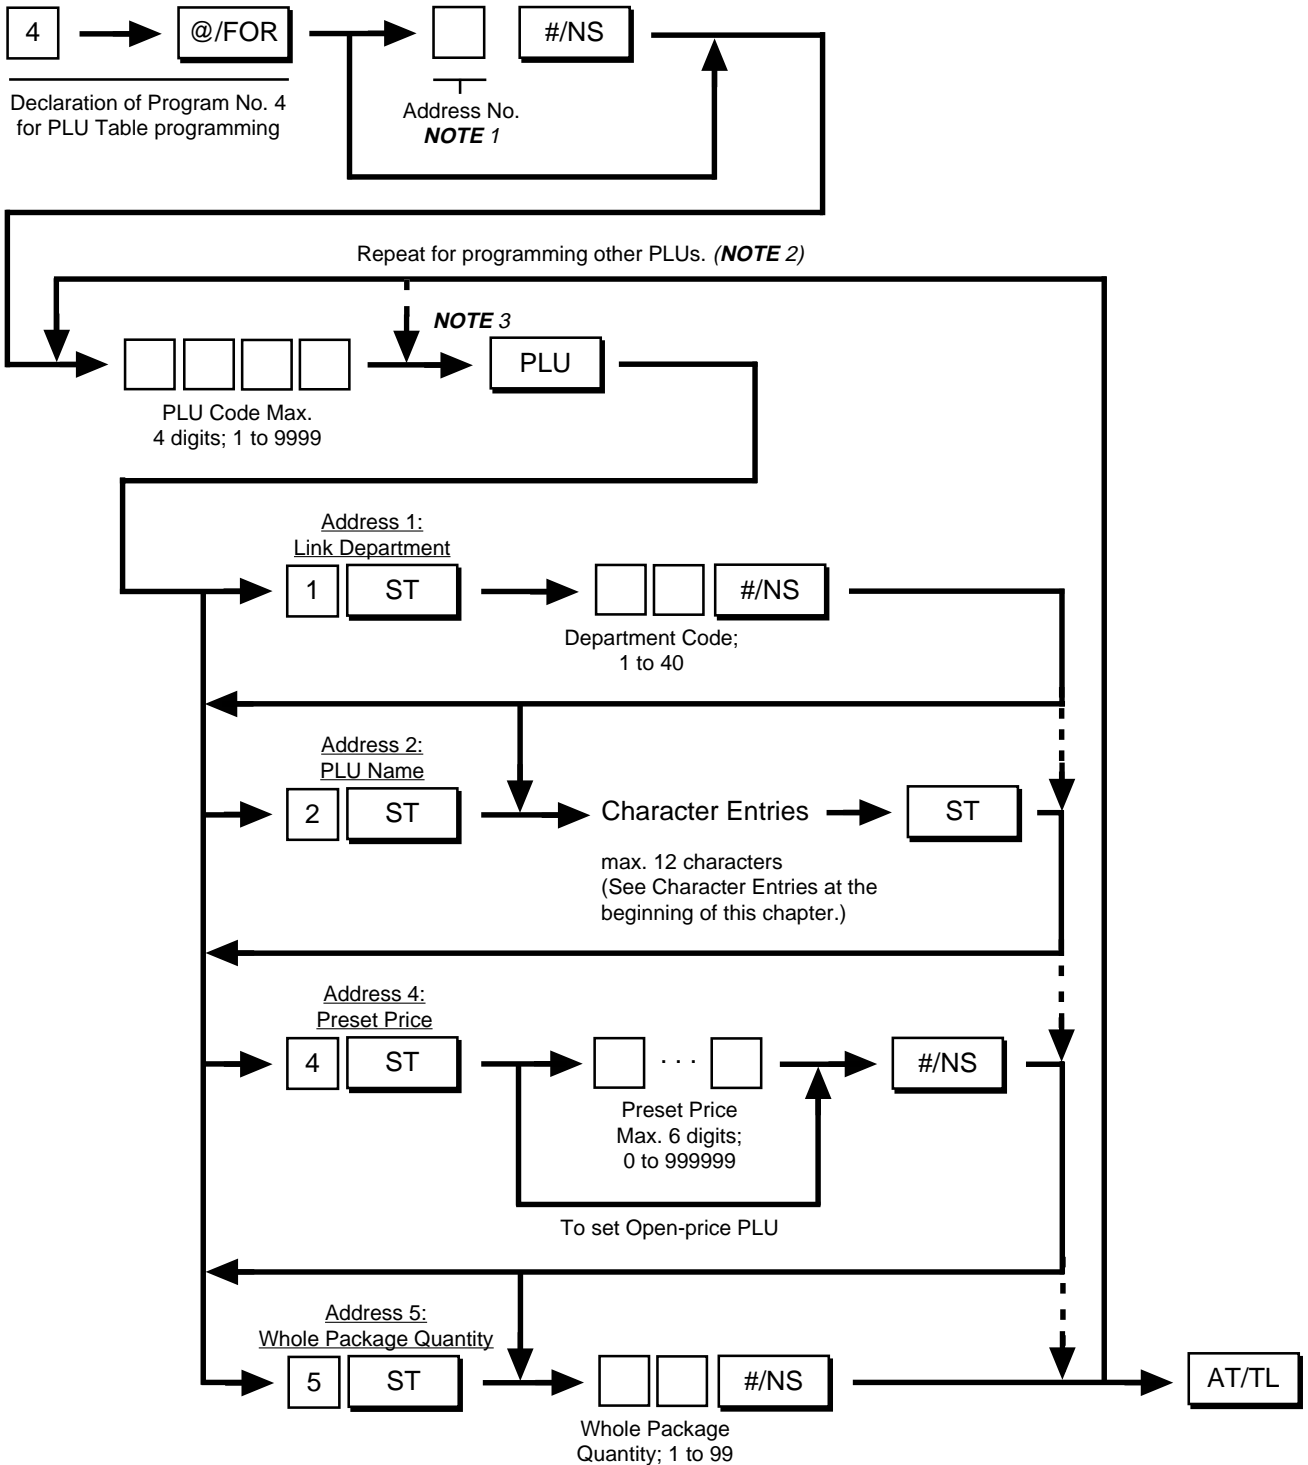 4 @/FOR #/NS
Declaration of Program No. 4
for PLU Table programming
Address No.
NOTE 1
Repeat for programming other PLUs. (NOTE 2)
NOTE 3
PLU
PLU Code Max.
4 digits; 1 to 9999
Address 1:
Link Department
1 ST #/NS
Department Code;
1 to 40
Address 2:
PLU Name
2 ST Character Entries ST
max. 12 characters
(See Character Entries at the
beginning of this chapter.)
Address 4:
Preset Price
4 ST . . . #/NS
Preset Price
Max. 6 digits;
0 to 999999
To set Open-price PLU
Address 5:
Whole Package Quantity
5 ST #/NS AT/TL
Whole Package
Quantity; 1 to 99